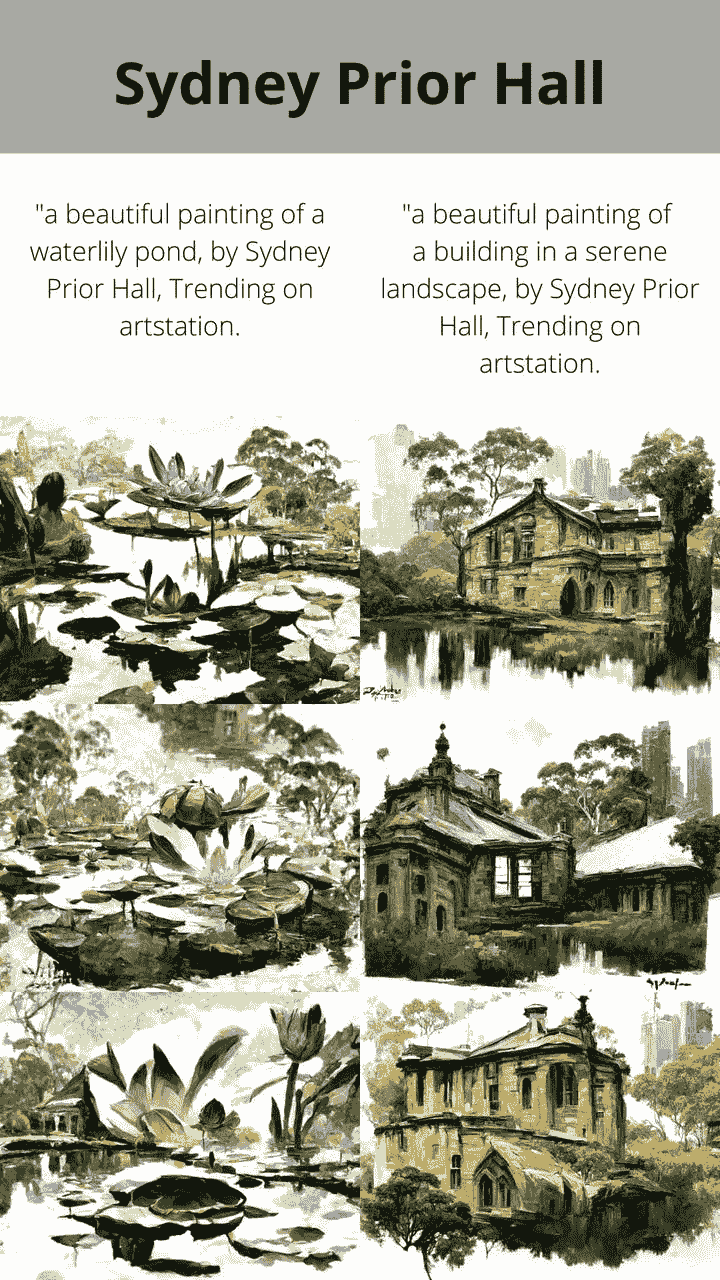 Sydney Prior Hall
"a beautiful painting of a
waterlily pond, by Sydney
Prior Hall, Trending on
artstation.
"a beautiful painting of
a building in a serene
landscape, by Sydney Prior
Hall, Trending on
artstation.